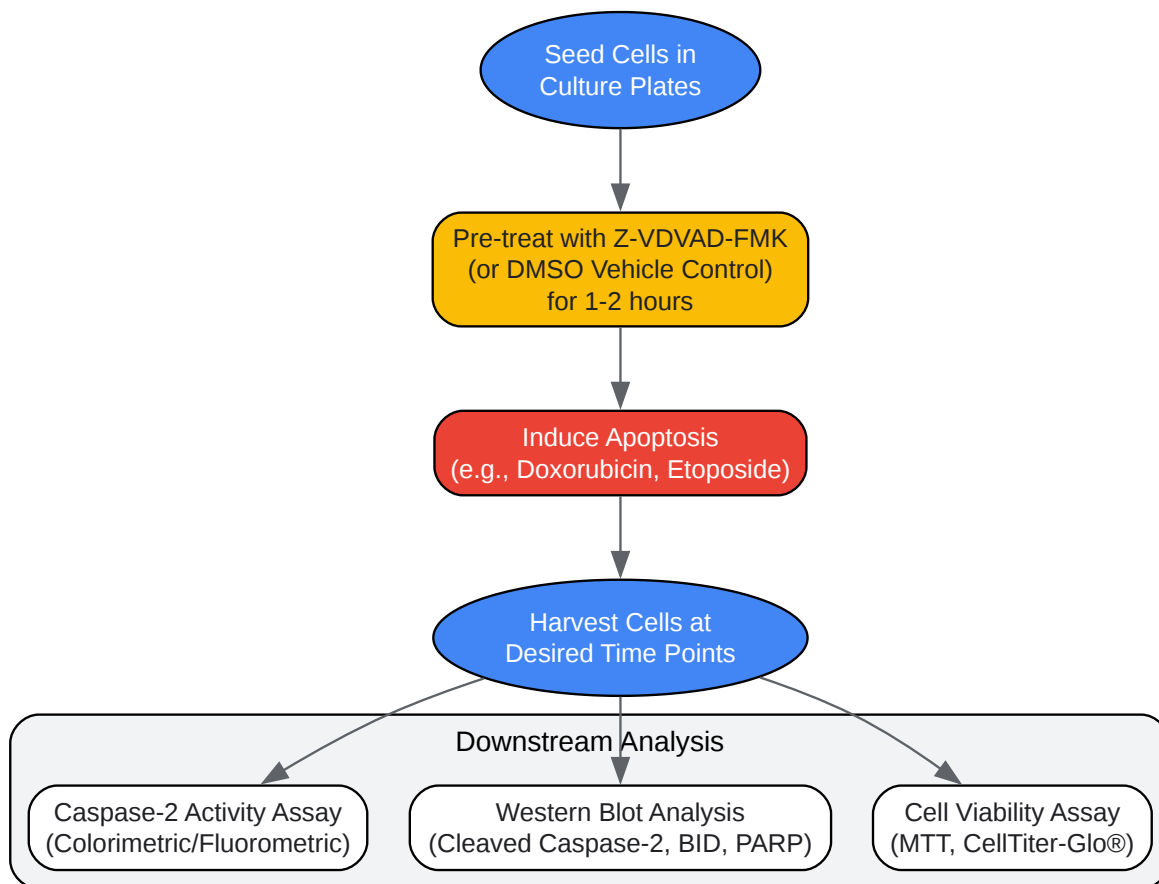 Seed Cells in
Culture Plates
Pre-treat with Z-VDVAD-FMK
(or DMSO Vehicle Control)
for 1-2 hours
Induce Apoptosis
(e.g., Doxorubicin, Etoposide)
Harvest Cells at
Desired Time Points
Downstream Analysis
Caspase-2 Activity Assay
(Colorimetric/Fluorometric)
Western Blot Analysis
(Cleaved Caspase-2, BID, PARP)
Cell Viability Assay
(MTT, CellTiter-Glo®)